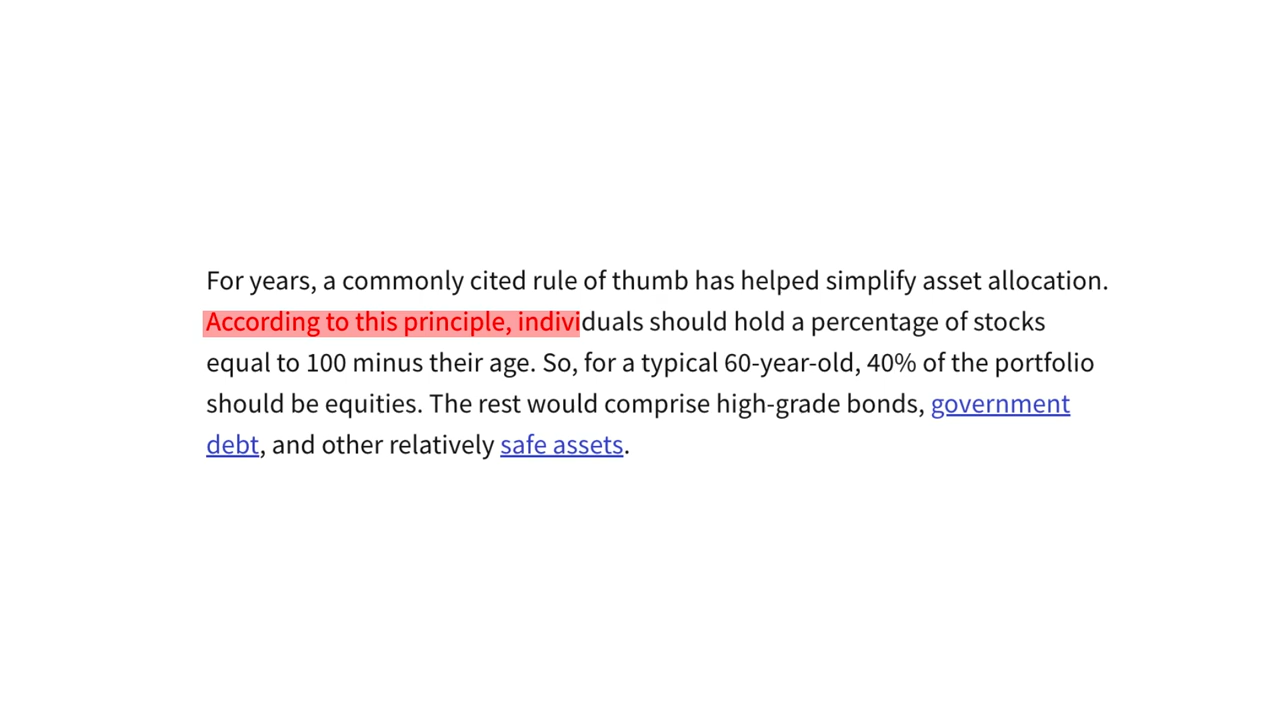 For years, a commonly cited rule of thumb has helped simplify asset allocation.
According to this principle, individuals should hold a percentage of stocks
equal to 100 minus their age. So, for a typical 60-year-old, 40% of the portfolio
should be equities. The rest would comprise high-grade bonds, government
debt, and other relatively safe assets.